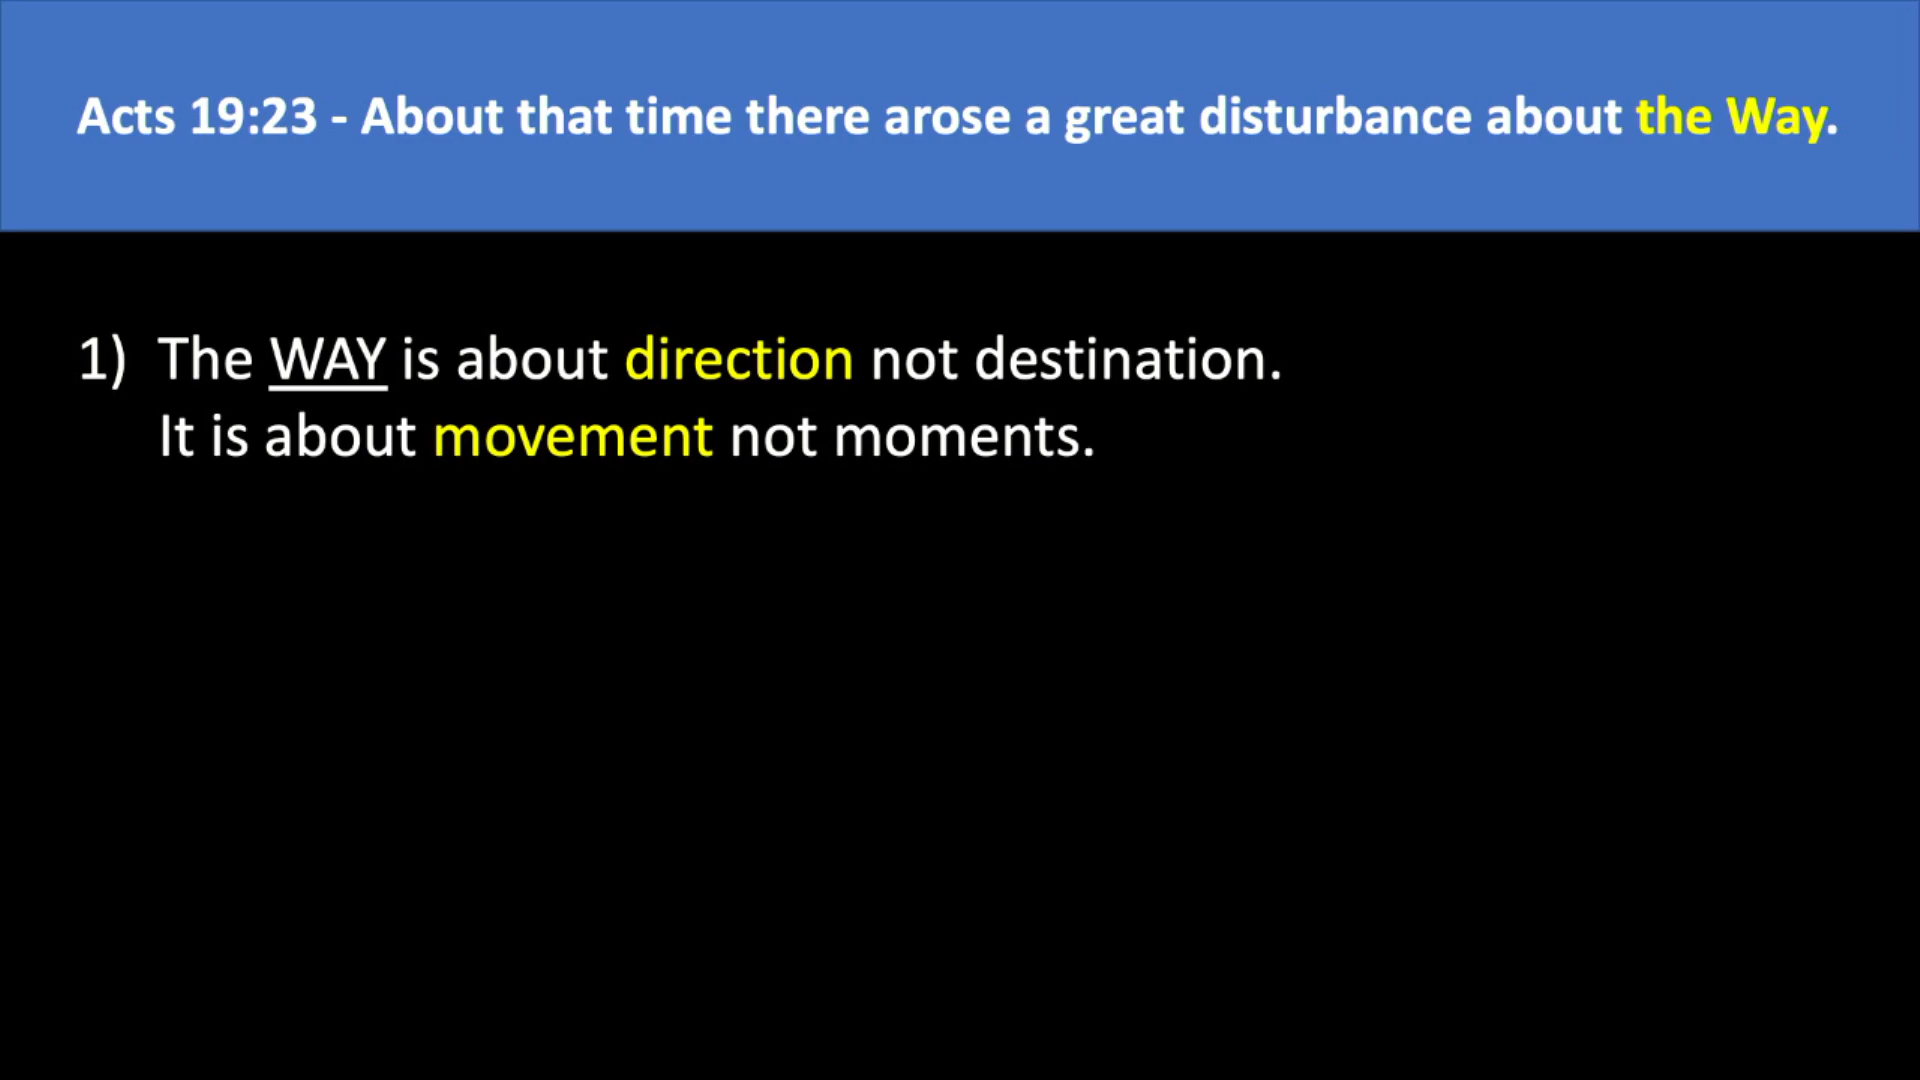 Acts 19:23 - About that time there arose a great disturbance about the Way.
1) The WAY is about direction not destination.
It is about movement not moments.